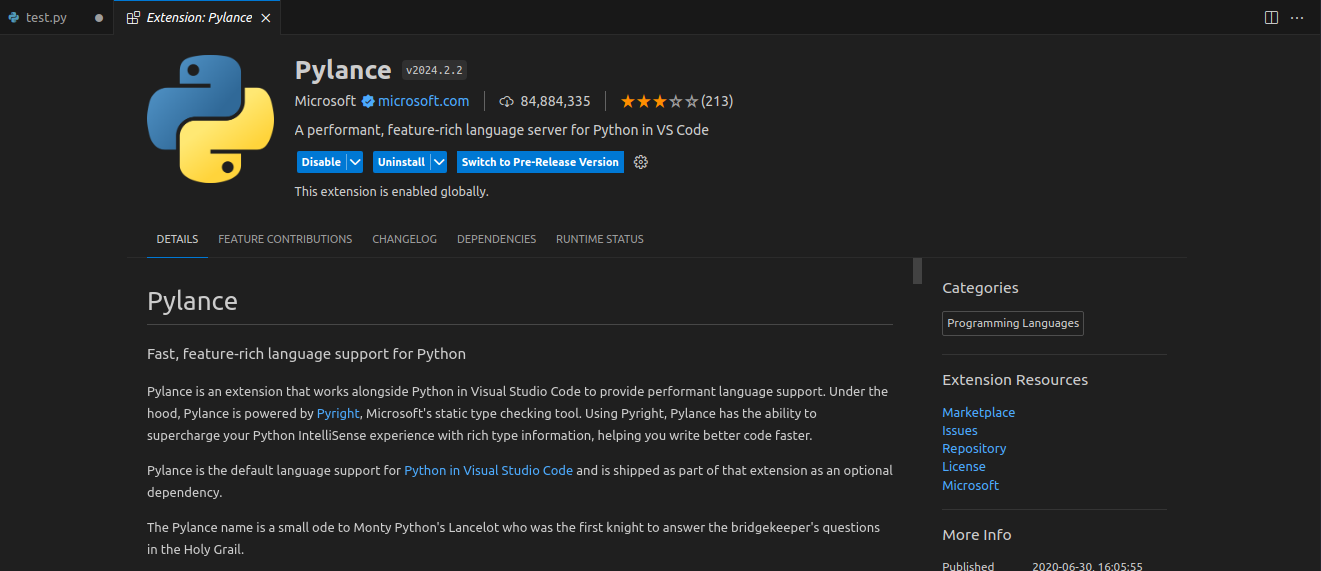 test.py
Extension: Pylance
Pylance v2024.2.2
Microsoft microsoft.com 84,884,335 (213)
A performant, feature-rich language server for Python in VS Code
Disable Uninstall Switch to Pre-Release Version
This extension is enabled globally.
DETAILS FEATURE CONTRIBUTIONS CHANGELOG DEPENDENCIES RUNTIME STATUS
Pylance
Fast, feature-rich language support for Python
Pylance is an extension that works alongside Python in Visual Studio Code to provide performant language support. Under the
hood, Pylance is powered by Pyright, Microsoft's static type checking tool. Using Pyright, Pylance has the ability to
supercharge your Python IntelliSense experience with rich type information, helping you write better code faster.
Pylance is the default language support for Python in Visual Studio Code and is shipped as part of that extension as an optional
dependency.
The Pylance name is a small ode to Monty Python's Lancelot who was the first knight to answer the bridgekeeper's questions
in the Holy Grail.
Categories
Programming Languages
Extension Resources
Marketplace
Issues
Repository
License
Microsoft
More Info
Published 2020-06-30, 16:05:55